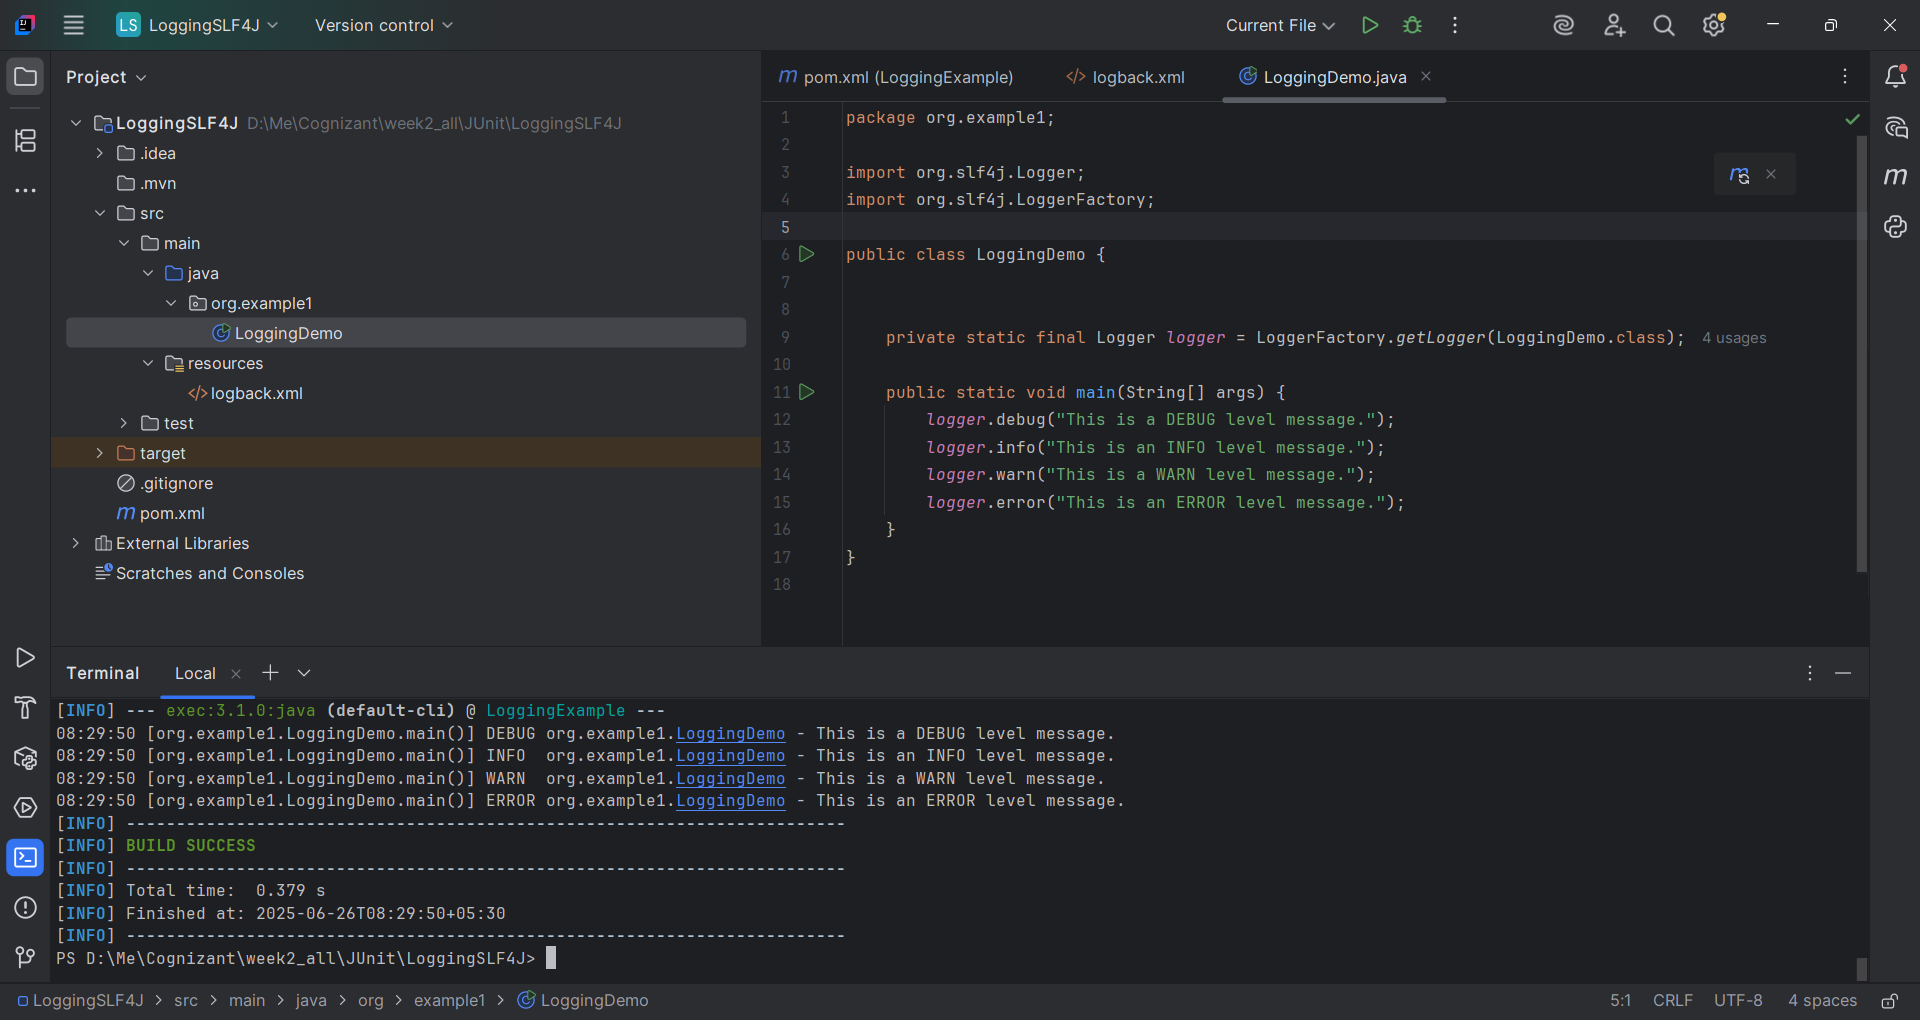 LS LoggingSLF4J Version control Current File
Project
LoggingSLF4J D:\Me\Cognizant\week2_all\JUnit\LoggingSLF4J
.idea
.mvn
src
main
java
org.example1
LoggingDemo
resources
logback.xml
test
target
.gitignore
pom.xml
External Libraries
Scratches and Consoles
pom.xml (LoggingExample) logback.xml LoggingDemo.java
1 package org.example1;
2
3 import org.slf4j.Logger;
4 import org.slf4j.LoggerFactory;
5
6 public class LoggingDemo {
7
8
9 private static final Logger logger = LoggerFactory.getLogger(LoggingDemo.class); 4 usages
10
11 public static void main(String[] args) {
12 logger.debug("This is a DEBUG level message.");
13 logger.info("This is an INFO level message.");
14 logger.warn("This is a WARN level message.");
15 logger.error("This is an ERROR level message.");
16 }
17 }
18
Terminal Local
[INFO] --- exec:3.1.0:java (default-cli) @ LoggingExample ---
08:29:50 [org.example1.LoggingDemo.main()] DEBUG org.example1.LoggingDemo - This is a DEBUG level message.
08:29:50 [org.example1.LoggingDemo.main()] INFO  org.example1.LoggingDemo - This is an INFO level message.
08:29:50 [org.example1.LoggingDemo.main()] WARN  org.example1.LoggingDemo - This is a WARN level message.
08:29:50 [org.example1.LoggingDemo.main()] ERROR org.example1.LoggingDemo - This is an ERROR level message.
[INFO] ------------------------------------------------------------------------
[INFO] BUILD SUCCESS
[INFO] ------------------------------------------------------------------------
[INFO] Total time:  0.379 s
[INFO] Finished at: 2025-06-26T08:29:50+05:30
[INFO] ------------------------------------------------------------------------
PS D:\Me\Cognizant\week2_all\JUnit\LoggingSLF4J>
LoggingSLF4J > src > main > java > org > example1 > LoggingDemo 5:1 CRLF UTF-8 4 spaces